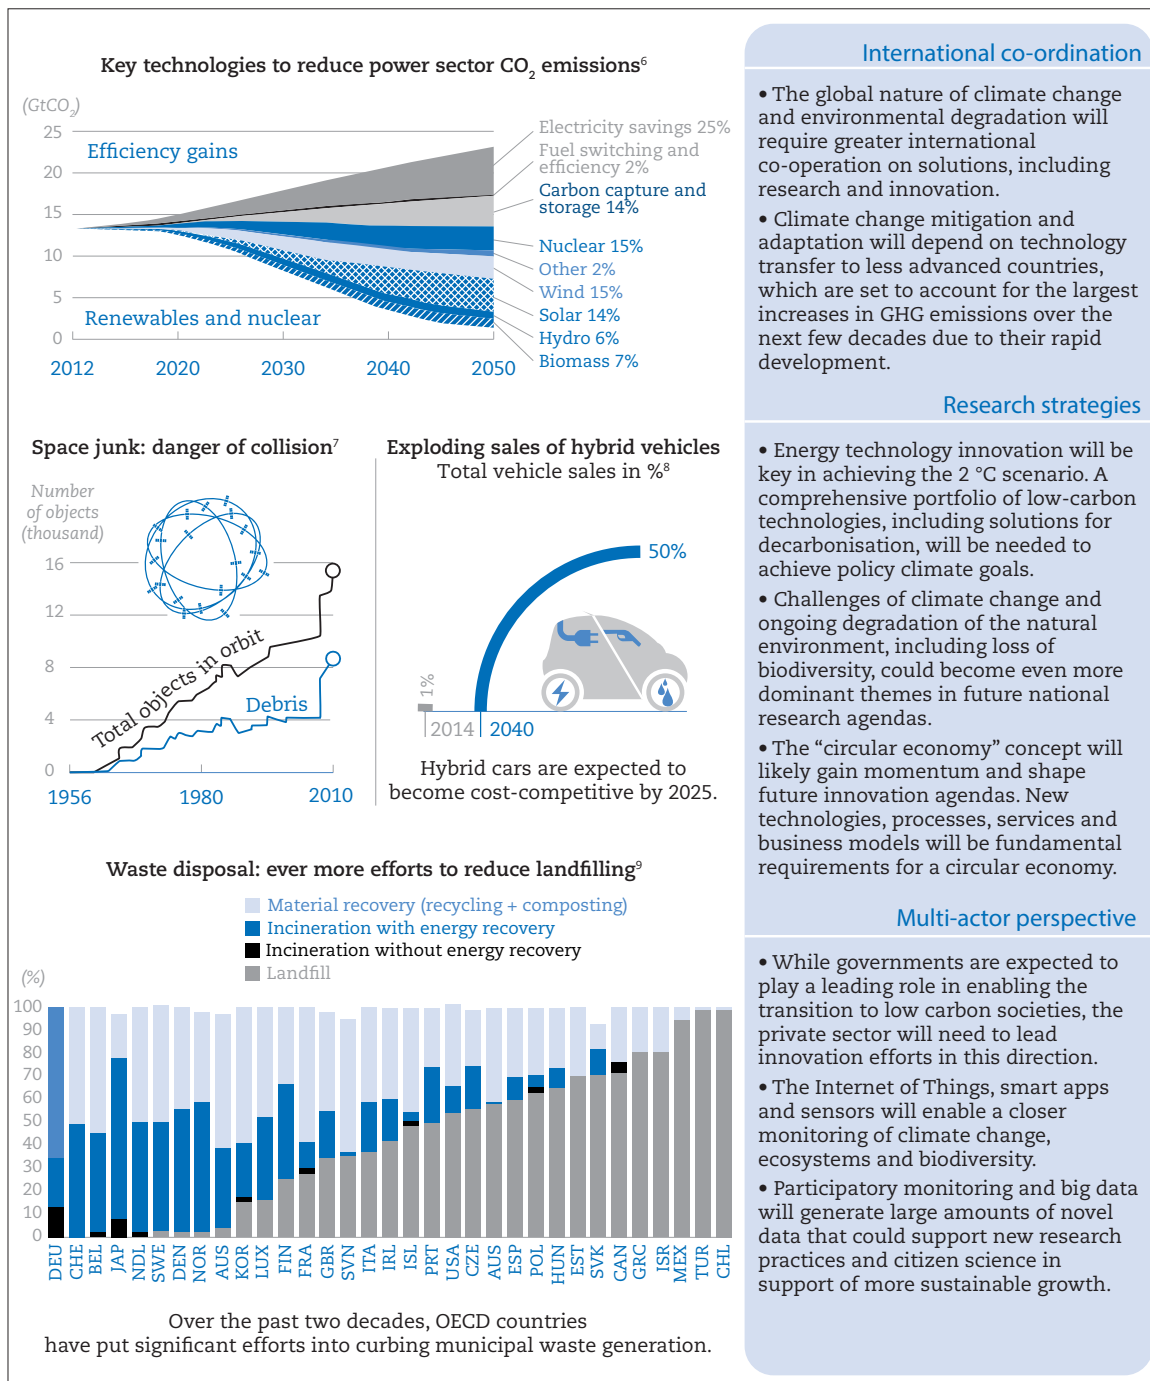 Key technologies to reduce power sector CO2 emissions6
(GtCO2)
25
20
15
10
5
0
Efficiency gains
Renewables and nuclear
2012
2020
2030
2040
2050
Electricity savings 25%
Fuel switching and
efficiency 2%
Carbon capture and
storage 14%
Nuclear 15%
Other 2%
Wind 15%
Solar 14%
Hydro 6%
Biomass 7%
Space junk: danger of collision7
Number
of objects
(thousand)
16
12
8
4
0
Total objects in orbit
Debris
1956
1980
2010
Exploding sales of hybrid vehicles
Total vehicle sales in %8
50%
1%
2014
2040
Hybrid cars are expected to
become cost-competitive by 2025.
Waste disposal: ever more efforts to reduce landfilling9
Material recovery (recycling + composting)
Incineration with energy recovery
Incineration without energy recovery
Landfill
(%)
100
90
80
70
60
50
40
30
20
10
0
DEU
CHE
BEL
JAP
NDL
SWE
DEN
NOR
AUS
KOR
LUX
FIN
FRA
GBR
SVN
ITA
IRL
ISL
PRT
USA
CZE
AUS
ESP
POL
HUN
EST
SVK
CAN
GRC
ISR
MEX
TUR
CHL
Over the past two decades, OECD countries
have put significant efforts into curbing municipal waste generation.
International co-ordination
• The global nature of climate change
and environmental degradation will
require greater international
co-operation on solutions, including
research and innovation.
• Climate change mitigation and
adaptation will depend on technology
transfer to less advanced countries,
which are set to account for the largest
increases in GHG emissions over the
next few decades due to their rapid
development.
Research strategies
• Energy technology innovation will be
key in achieving the 2 °C scenario. A
comprehensive portfolio of low-carbon
technologies, including solutions for
decarbonisation, will be needed to
achieve policy climate goals.
• Challenges of climate change and
ongoing degradation of the natural
environment, including loss of
biodiversity, could become even more
dominant themes in future national
research agendas.
• The “circular economy” concept will
likely gain momentum and shape
future innovation agendas. New
technologies, processes, services and
business models will be fundamental
requirements for a circular economy.
Multi-actor perspective
• While governments are expected to
play a leading role in enabling the
transition to low carbon societies, the
private sector will need to lead
innovation efforts in this direction.
• The Internet of Things, smart apps
and sensors will enable a closer
monitoring of climate change,
ecosystems and biodiversity.
• Participatory monitoring and big data
will generate large amounts of novel
data that could support new research
practices and citizen science in
support of more sustainable growth.